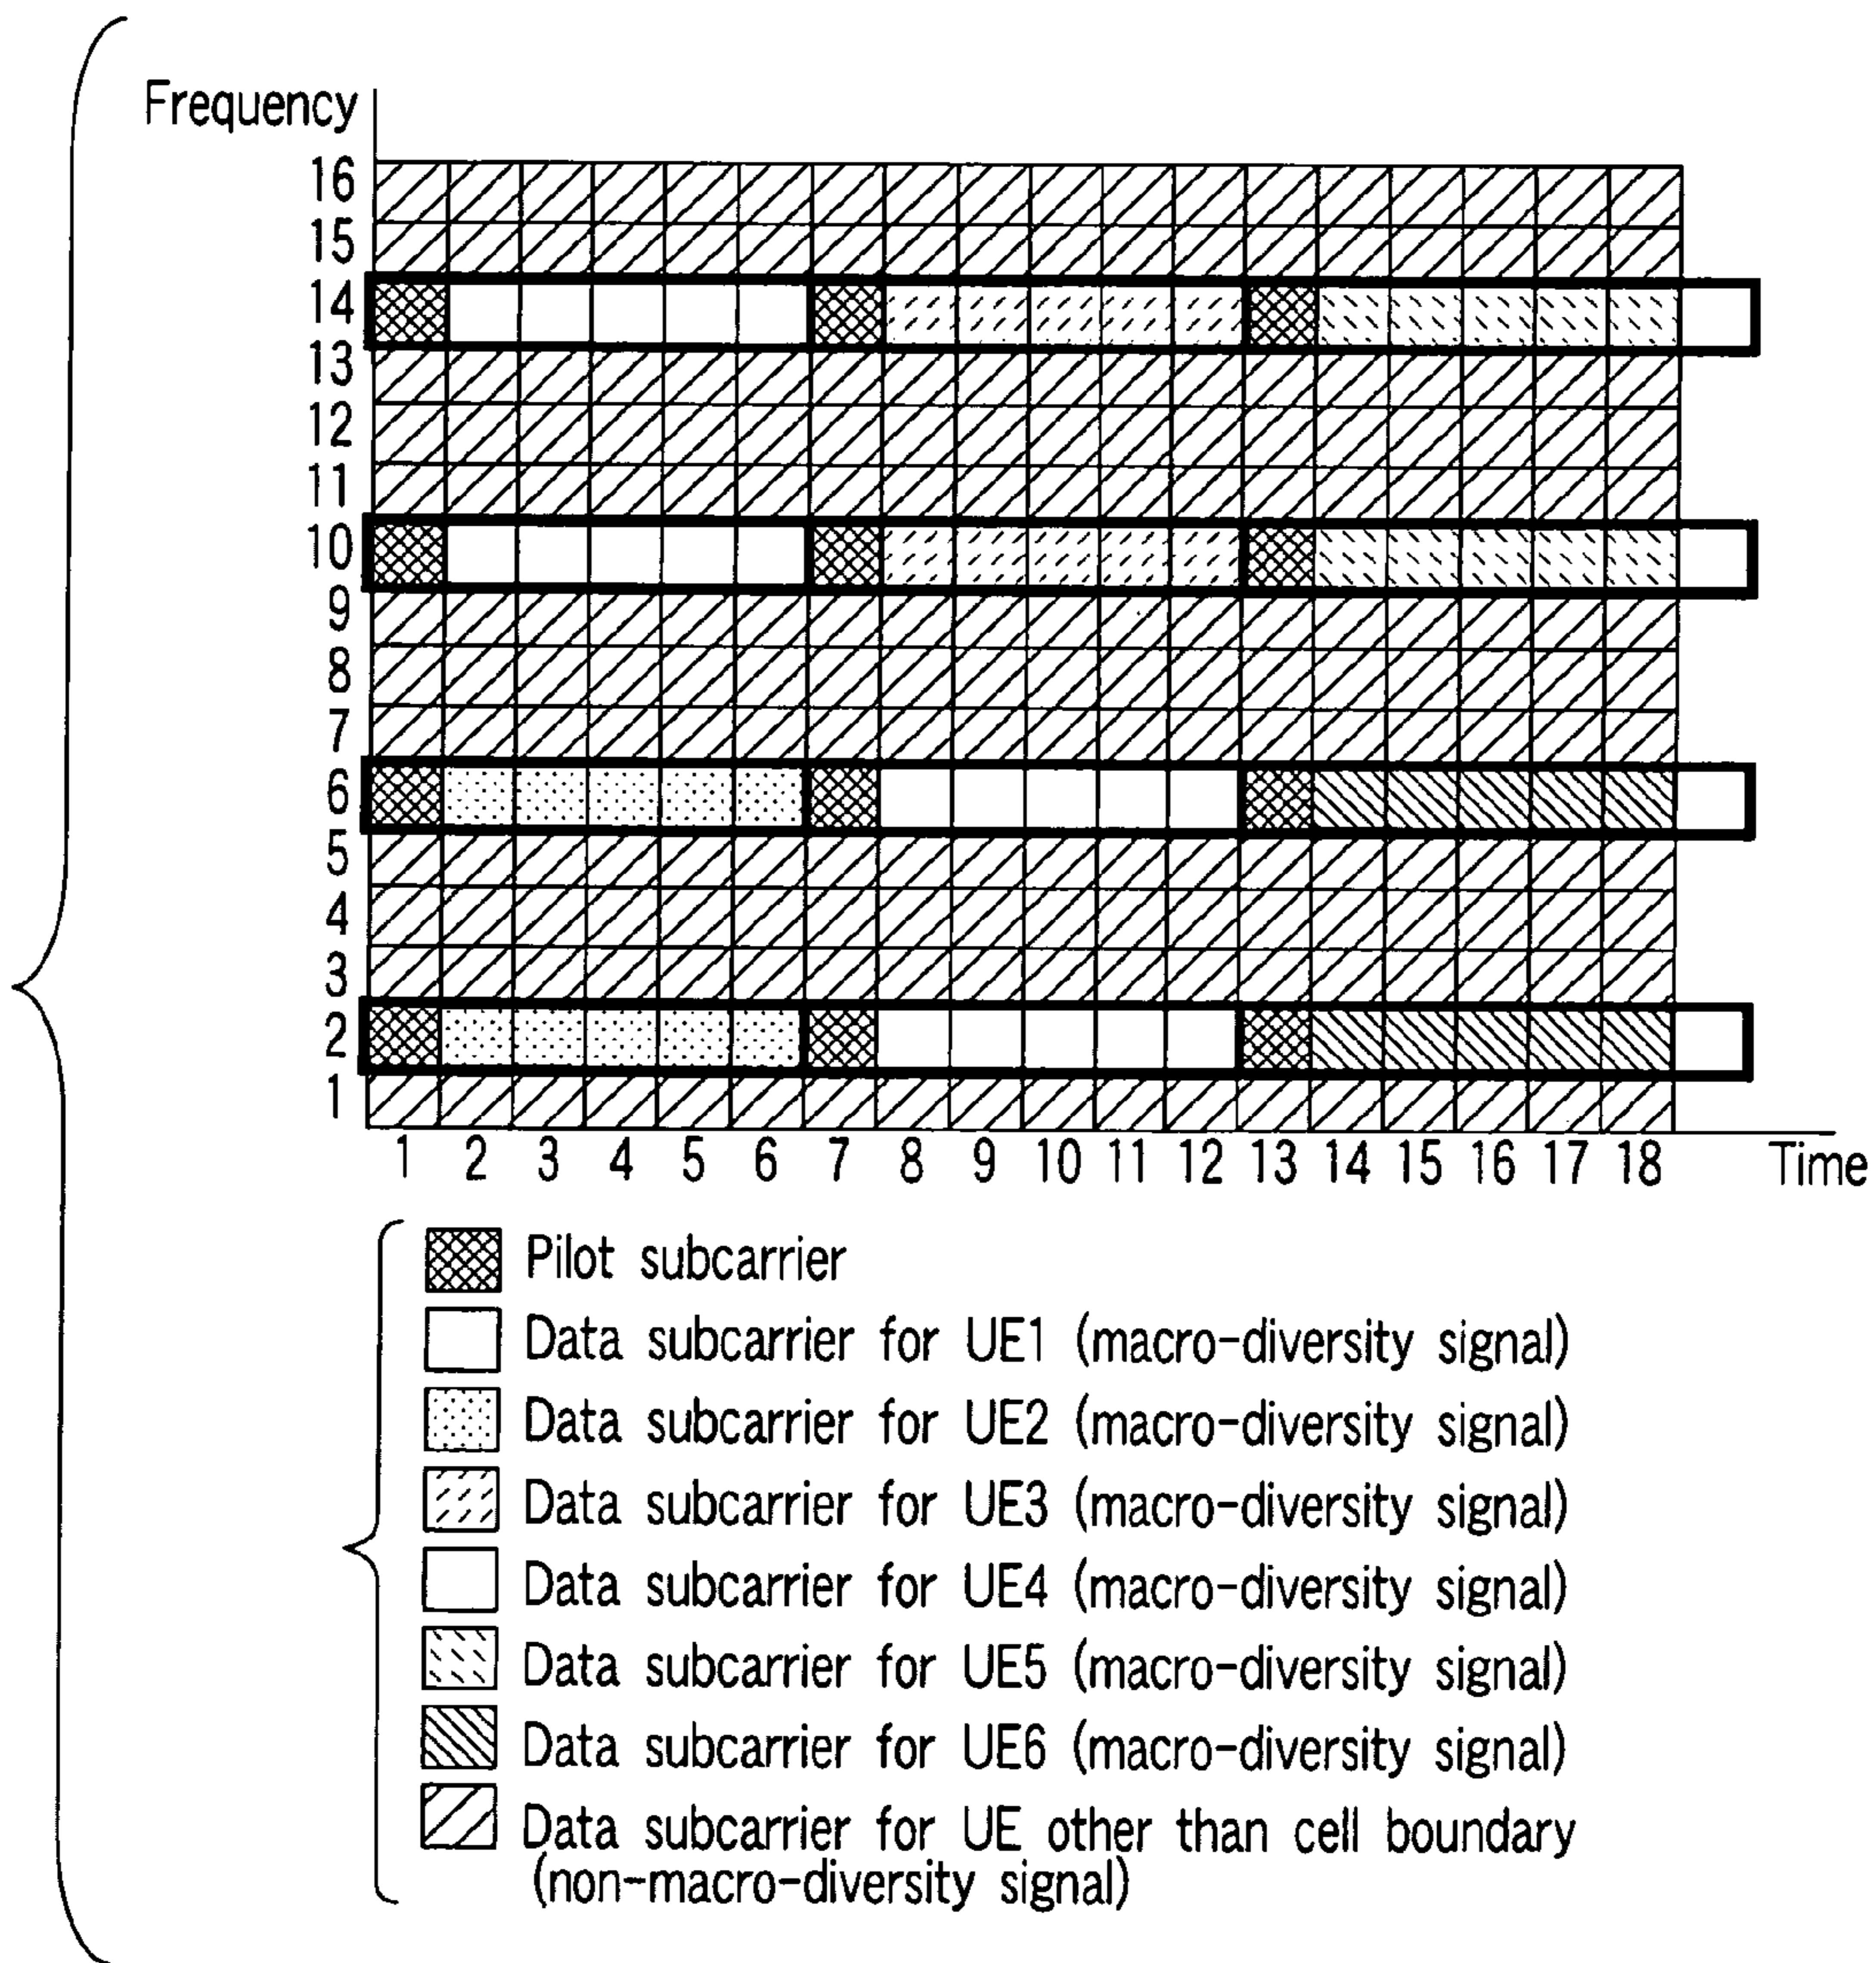 Frequency
16
15
14
13
12
11
10
9
8
7
6
5
4
3
2
1
1 2 3 4 5 6 7 8 9 10 11 12 13 14 15 16 17 18 Time
Pilot subcarrier
Data subcarrier for UE1 (macro-diversity signal)
Data subcarrier for UE2 (macro-diversity signal)
Data subcarrier for UE3 (macro-diversity signal)
Data subcarrier for UE4 (macro-diversity signal)
Data subcarrier for UE5 (macro-diversity signal)
Data subcarrier for UE6 (macro-diversity signal)
Data subcarrier for UE other than cell boundary
(non-macro-diversity signal)